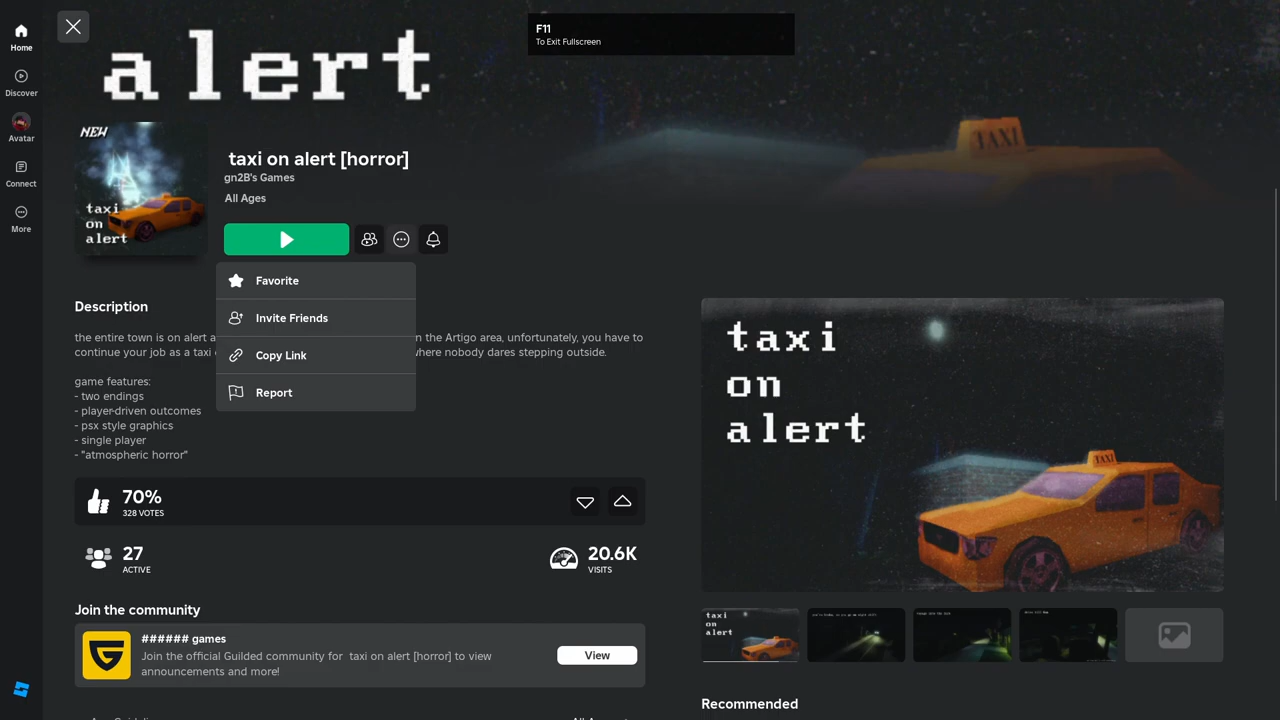 alert
F11
To Exit Fullscreen
Home
Discover
Avatar
Connect
More
NEW
taxi
on
alert
taxi on alert [horror]
gn2B's Games
All Ages
Favorite
Invite Friends
Copy Link
Report
TAXI
Description
the entire town is on alert a
n the Artigo area, unfortunately, you have to
continue your job as a taxi
where nobody dares stepping outside.
game features:
- two endings
- player-driven outcomes
- psx style graphics
- single player
- "atmospheric horror"
70%
328 VOTES
27
ACTIVE
20.6K
VISITS
Join the community
###### games
Join the official Guilded community for taxi on alert [horror] to view
announcements and more!
View
taxi
on
alert
TAXI
taxi
on
alert
Recommended